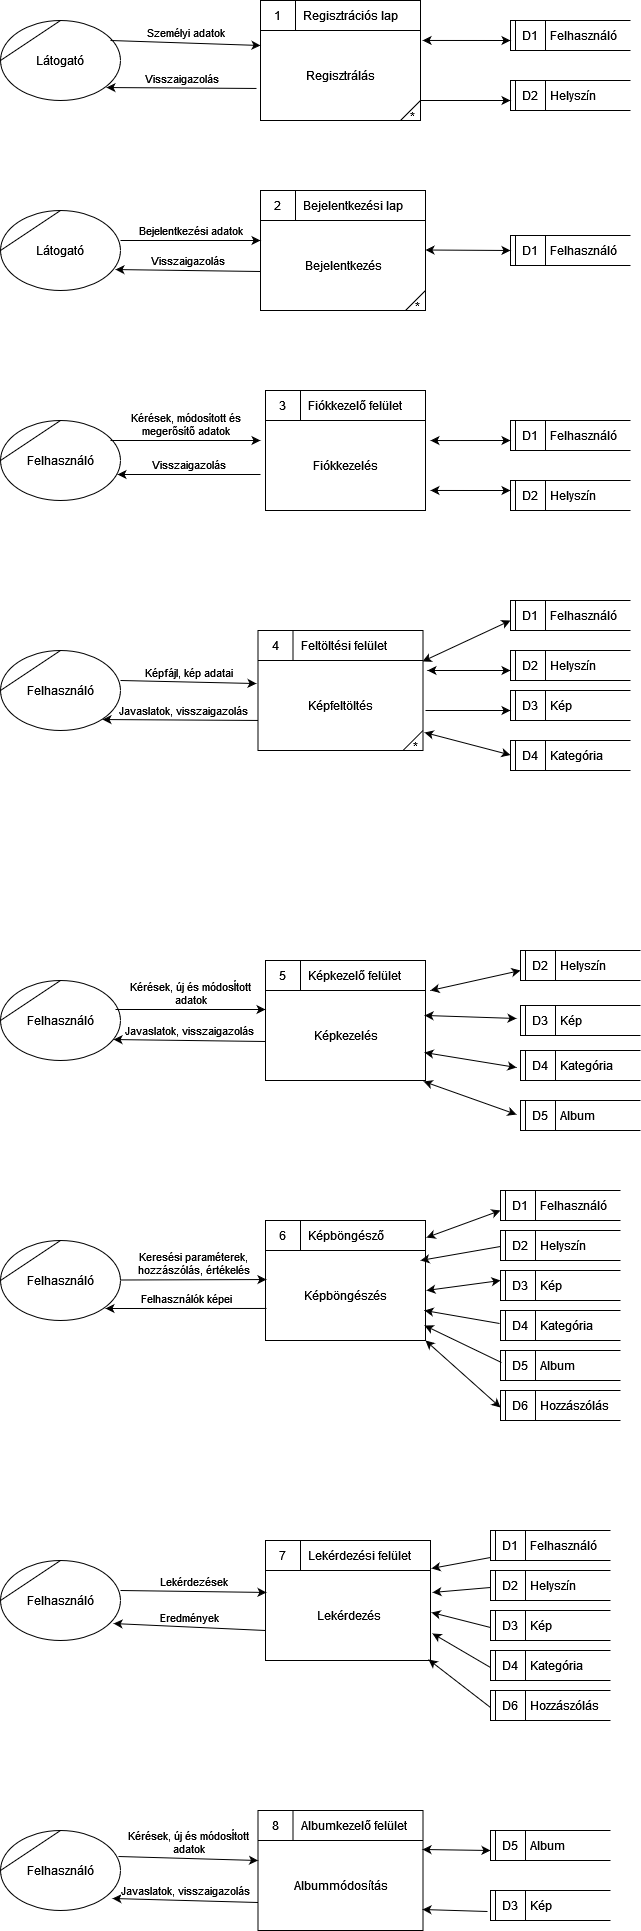 1 Regisztrációs lap
Személyi adatok
D1 Felhasználó
Látogató
Regisztrálás
Visszaigazolás
D2 Helyszín
*
2 Bejelentkezési lap
Bejelentkezési adatok
Látogató
D1 Felhasználó
Visszaigazolás
Bejelentkezés
*
3 Fiókkezelő felület
Kérések, módosított és
megerősítő adatok
D1 Felhasználó
Felhasználó
Visszaigazolás
Fiókkezelés
D2 Helyszín
D1 Felhasználó
4 Feltöltési felület
D2 Helyszín
Képfájl, kép adatai
Felhasználó
Javaslatok, visszaigazolás
Képfeltöltés
D3 Kép
*
D4 Kategória
D2 Helyszín
5 Képkezelő felület
Kérések, új és módosított
adatok
Felhasználó
D3 Kép
Javaslatok, visszaigazolás
Képkezelés
D4 Kategória
D5 Album
D1 Felhasználó
6 Képböngésző
D2 Helyszín
Keresési paraméterek,
hozzászólás, értékelés
Felhasználó
D3 Kép
Felhasználók képei
Képböngészés
D4 Kategória
D5 Album
D6 Hozzászólás
D1 Felhasználó
7 Lekérdezési felület
Lekérdezések
D2 Helyszín
Felhasználó
Eredmények
Lekérdezés
D3 Kép
D4 Kategória
D6 Hozzászólás
8 Albumkezelő felület
Kérések, új és módosított
adatok
D5 Album
Felhasználó
Javaslatok, visszaigazolás
Albummódosítás
D3 Kép